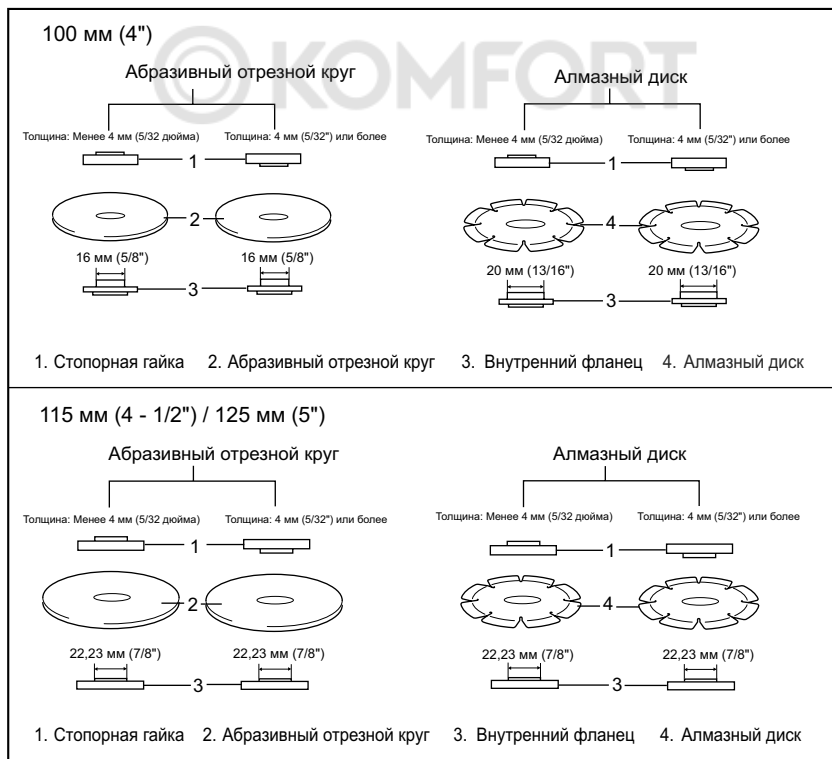 © KOMFORT
100 мм (4")
Абразивный отрезной круг
Толщина: Менее 4 мм (5/32 дюйма) Толщина: 4 мм (5/32") или более
1
2
16 мм (5/8") 16 мм (5/8")
3
Алмазный диск
Толщина: Менее 4 мм (5/32 дюйма) Толщина: 4 мм (5/32") или более
1
4
20 мм (13/16") 20 мм (13/16")
3
1. Стопорная гайка 2. Абразивный отрезной круг 3. Внутренний фланец 4. Алмазный диск
115 мм (4 - 1/2") / 125 мм (5")
Абразивный отрезной круг
Толщина: Менее 4 мм (5/32 дюйма) Толщина: 4 мм (5/32") или более
1
2
22,23 мм (7/8") 22,23 мм (7/8")
3
Алмазный диск
Толщина: Менее 4 мм (5/32 дюйма) Толщина: 4 мм (5/32") или более
1
4
22,23 мм (7/8") 22,23 мм (7/8")
3
1. Стопорная гайка 2. Абразивный отрезной круг 3. Внутренний фланец 4. Алмазный диск